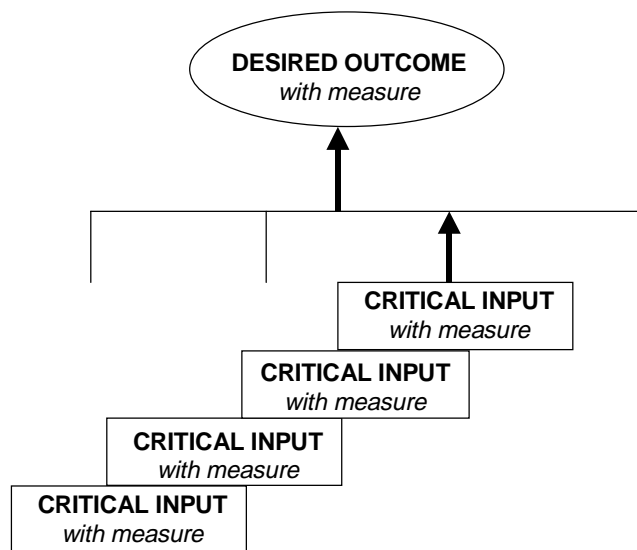 DESIRED OUTCOME
with measure
CRITICAL INPUT
with measure
CRITICAL INPUT
with measure
CRITICAL INPUT
with measure
CRITICAL INPUT
with measure